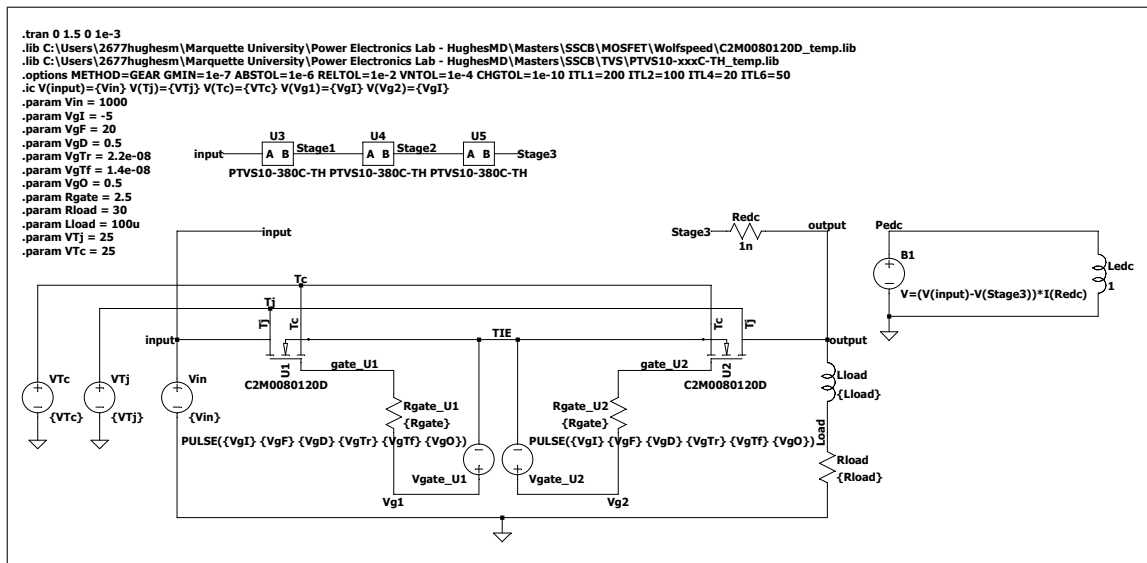 .tran 0 1.5 0 1e-3
.lib C:\Users\2677hughesm\Marquette University\Power Electronics Lab - HughesMD\Masters\SSCB\MOSFET\Wolfspeed\C2M0080120D_temp.lib
.lib C:\Users\2677hughesm\Marquette University\Power Electronics Lab - HughesMD\Masters\SSCB\TVS\PTVS10-xxxC-TH_temp.lib
.options METHOD=GEAR GMIN=1e-7 ABSTOL=1e-6 RELTOL=1e-2 VNTOL=1e-4 CHGTOL=1e-10 ITL1=200 ITL2=100 ITL4=20 ITL6=50
.ic V(input)={Vin} V(Tj)={VTj} V(Tc)={VTc} V(Vg1)={VgI} V(Vg2)={VgI}
.param Vin = 1000
.param VgI = -5
.param VgF = 20
.param VgD = 0.5
.param VgTr = 2.2e-08
.param VgTf = 1.4e-08
.param VgO = 0.5
.param Rgate = 2.5
.param Rload = 30
.param Lload = 100u
.param VTj = 25
.param VTc = 25
U3 U4 U5
input A B Stage1 A B Stage2 A B Stage3
PTVS10-380C-TH PTVS10-380C-TH PTVS10-380C-TH
input
Stage3 Redc output
1n
Pedc
B1
V=(V(input)-V(Stage3))*I(Redc)
Ledc
1
Tc
Tj
Tj
Tc
Tc
Tj
input
TIE
output
U1
C2M0080120D
gate_U1
gate_U2
U2
C2M0080120D
VTc
{VTc}
VTj
{VTj}
Vin
{Vin}
Rgate_U1
{Rgate}
Rgate_U2
{Rgate}
PULSE({VgI} {VgF} {VgD} {VgTr} {VgTf} {VgO})
PULSE({VgI} {VgF} {VgD} {VgTr} {VgTf} {VgO})
Vgate_U1
Vgate_U2
Vg1
Vg2
Lload
{Lload}
Load
Rload
{Rload}